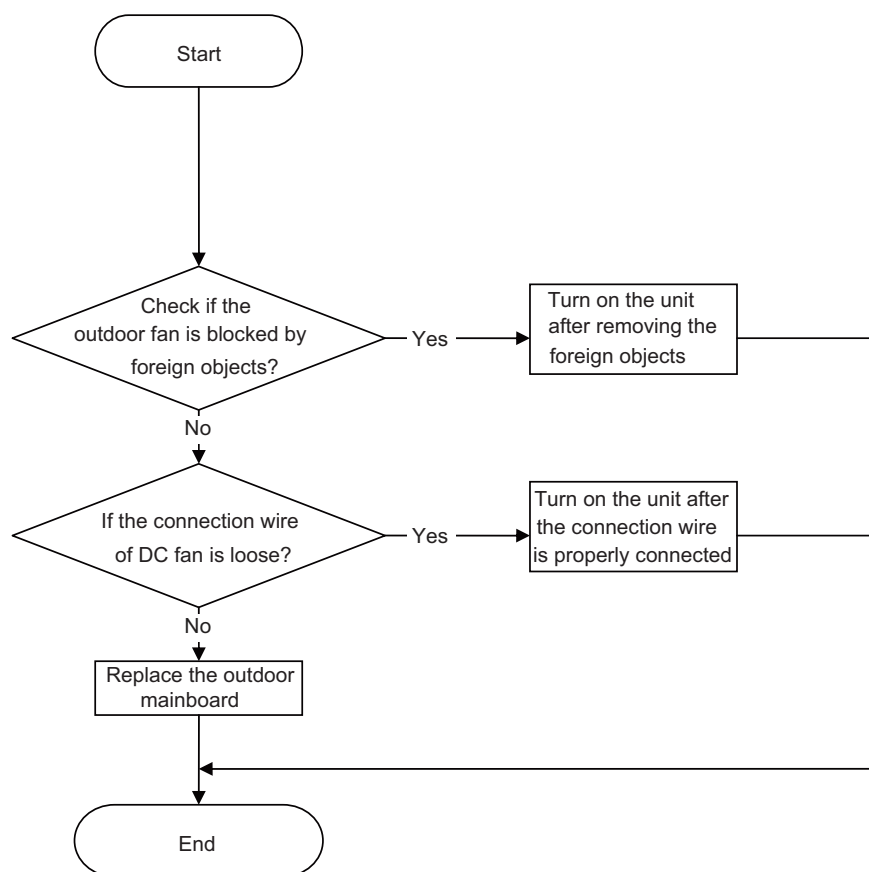 Start
Check if the
outdoor fan is blocked by
foreign objects?
Yes
Turn on the unit
after removing the
foreign objects
No
If the connection wire
of DC fan is loose?
Yes
Turn on the unit after
the connection wire
is properly connected
No
Replace the outdoor
mainboard
End